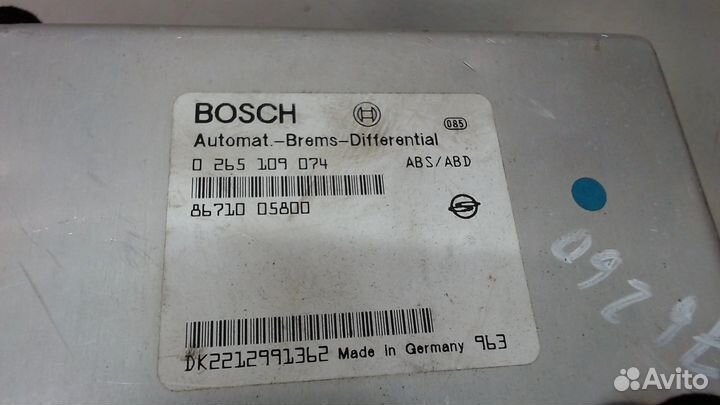 BOSCH
085
Automat.-Brems-Differential
0 265 109 074 ABS/ABD
86710 05800
DK2212991362 Made in Germany 963
Avito